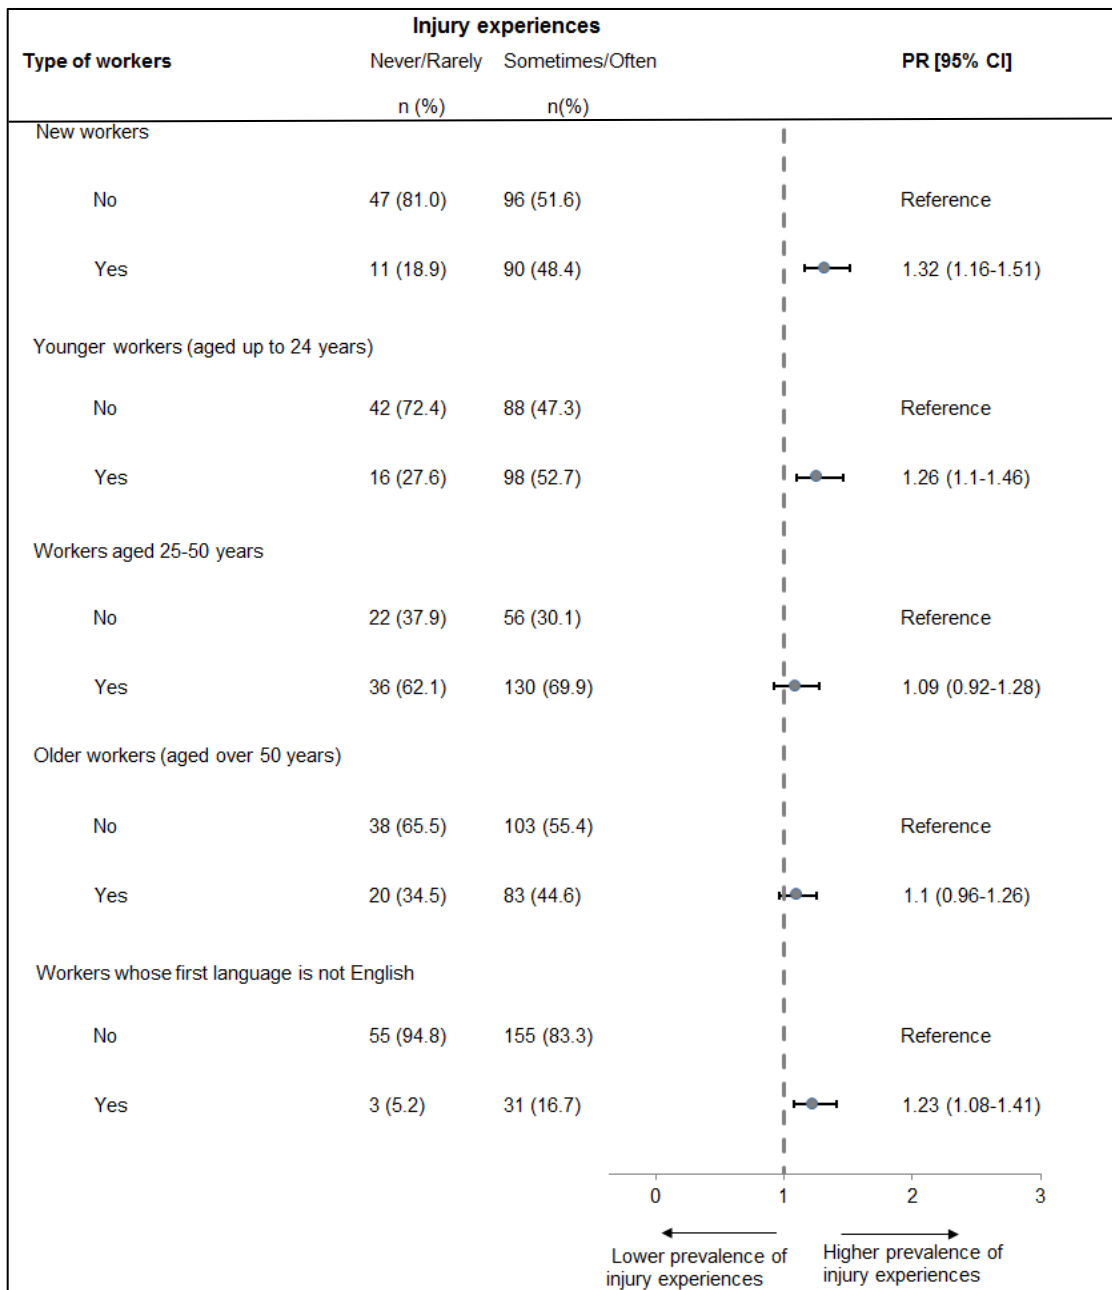 Injury experiences
Type of workers Never/Rarely Sometimes/Often PR [95% CI]
n (%) n(%)
New workers
No 47 (81.0) 96 (51.6) Reference
Yes 11 (18.9) 90 (48.4) 1.32 (1.16-1.51)
Younger workers (aged up to 24 years)
No 42 (72.4) 88 (47.3) Reference
Yes 16 (27.6) 98 (52.7) 1.26 (1.1-1.46)
Workers aged 25-50 years
No 22 (37.9) 56 (30.1) Reference
Yes 36 (62.1) 130 (69.9) 1.09 (0.92-1.28)
Older workers (aged over 50 years)
No 38 (65.5) 103 (55.4) Reference
Yes 20 (34.5) 83 (44.6) 1.1 (0.96-1.26)
Workers whose first language is not English
No 55 (94.8) 155 (83.3) Reference
Yes 3 (5.2) 31 (16.7) 1.23 (1.08-1.41)
0 1 2 3
Lower prevalence of
injury experiences
Higher prevalence of
injury experiences